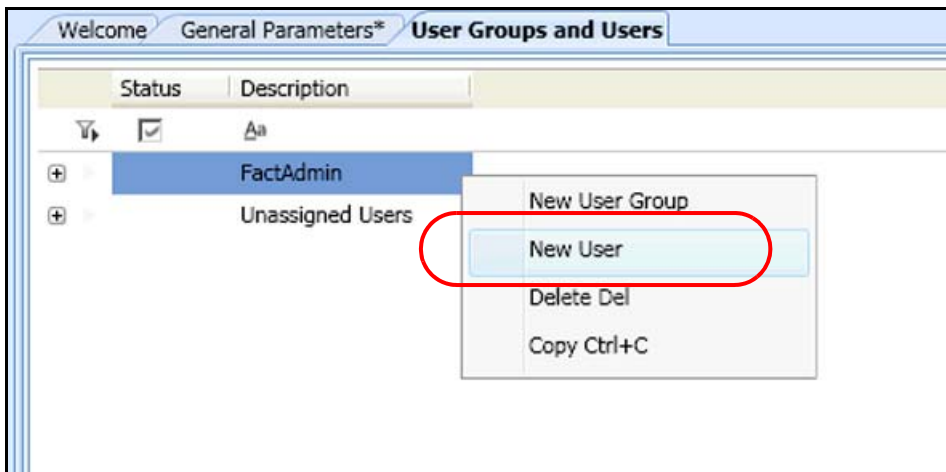 Welcome General Parameters* User Groups and Users
Status Description
Aa
FactAdmin
Unassigned Users
New User Group
New User
Delete Del
Copy Ctrl+C